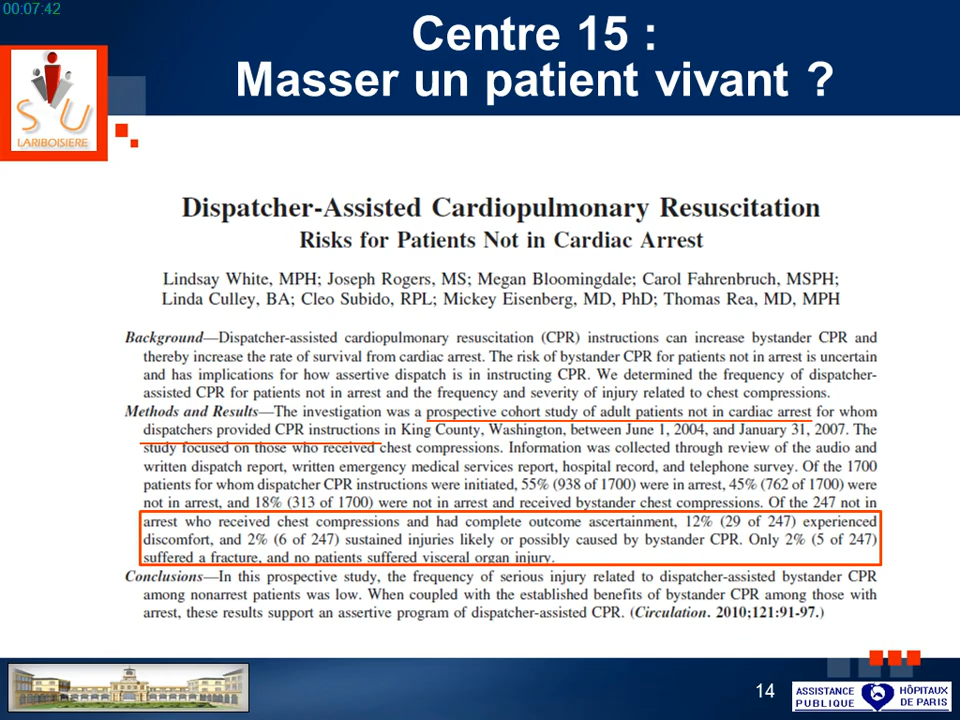 00:07:42
Centre 15 :
Masser un patient vivant ?
S U
LARIBOISIERE
Dispatcher-Assisted Cardiopulmonary Resuscitation
Risks for Patients Not in Cardiac Arrest
Lindsay White, MPH; Joseph Rogers, MS; Megan Bloomingdale; Carol Fahrenbruch, MSPH;
Linda Culley, BA; Cleo Subido, RPL; Mickey Eisenberg, MD, PhD; Thomas Rea, MD, MPH
Background—Dispatcher-assisted cardiopulmonary resuscitation (CPR) instructions can increase bystander CPR and
thereby increase the rate of survival from cardiac arrest. The risk of bystander CPR for patients not in arrest is uncertain
and has implications for how assertive dispatch is in instructing CPR. We determined the frequency of dispatcher-
assisted CPR for patients not in arrest and the frequency and severity of injury related to chest compressions.
Methods and Results—The investigation was a prospective cohort study of adult patients not in cardiac arrest for whom
dispatchers provided CPR instructions in King County, Washington, between June 1, 2004, and January 31, 2007. The
study focused on those who received chest compressions. Information was collected through review of the audio and
written dispatch report, written emergency medical services report, hospital record, and telephone survey. Of the 1700
patients for whom dispatcher CPR instructions were initiated, 55% (938 of 1700) were in arrest, 45% (762 of 1700) were
not in arrest, and 18% (313 of 1700) were not in arrest and received bystander chest compressions. Of the 247 not in
arrest who received chest compressions and had complete outcome ascertainment, 12% (29 of 247) experienced
discomfort, and 2% (6 of 247) sustained injuries likely or possibly caused by bystander CPR. Only 2% (5 of 247)
suffered a fracture, and no patients suffered visceral organ injury.
Conclusions—In this prospective study, the frequency of serious injury related to dispatcher-assisted bystander CPR
among nonarrest patients was low. When coupled with the established benefits of bystander CPR among those with
arrest, these results support an assertive program of dispatcher-assisted CPR. (Circulation. 2010;121:91-97.)
14
ASSISTANCE
PUBLIQUE
HÔPITAUX
DE PARIS